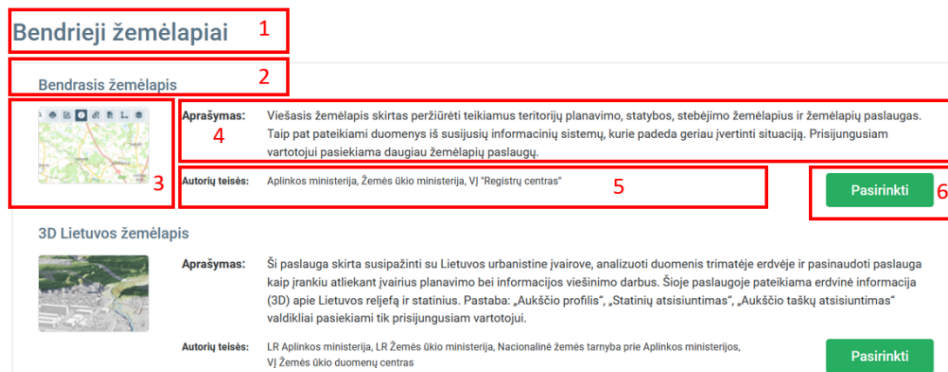 Bendrieji žemėlapiai 1
Bendrasis žemėlapis 2
3
Aprašymas: Viešasis žemėlapis skirtas peržiūrėti teikiamus teritorijų planavimo, statybos, stebėjimo žemėlapius ir žemėlapių paslaugas.
4 Taip pat pateikiami duomenys iš susijusių informacinių sistemų, kurie padeda geriau įvertinti situaciją. Prisijungusiam
vartotojui pasiekiama daugiau žemėlapių paslaugų.
Autorių teisės: Aplinkos ministerija, Žemės ūkio ministerija, VĮ "Registrų centras" 5
Pasirinkti 6
3D Lietuvos žemėlapis
Aprašymas: Ši paslauga skirta susipažinti su Lietuvos urbanistine įvairove, analizuoti duomenis trimatėje erdvėje ir pasinaudoti paslauga
kaip įrankiu atliekant įvairius planavimo bei informacijos viešinimo darbus. Šioje paslaugoje pateikiama erdvinė informacija
(3D) apie Lietuvos reljefą ir statinius. Pastaba: „Aukščio profilis“, „Statinių atsisiuntimas“, „Aukščio taškų atsisiuntimas“
valdikliai pasiekiami tik prisijungusiam vartotojui.
Autorių teisės: LR Aplinkos ministerija, LR Žemės ūkio ministerija, Nacionalinė žemės tarnyba prie Aplinkos ministerijos,
VĮ Žemės ūkio duomenų centras
Pasirinkti